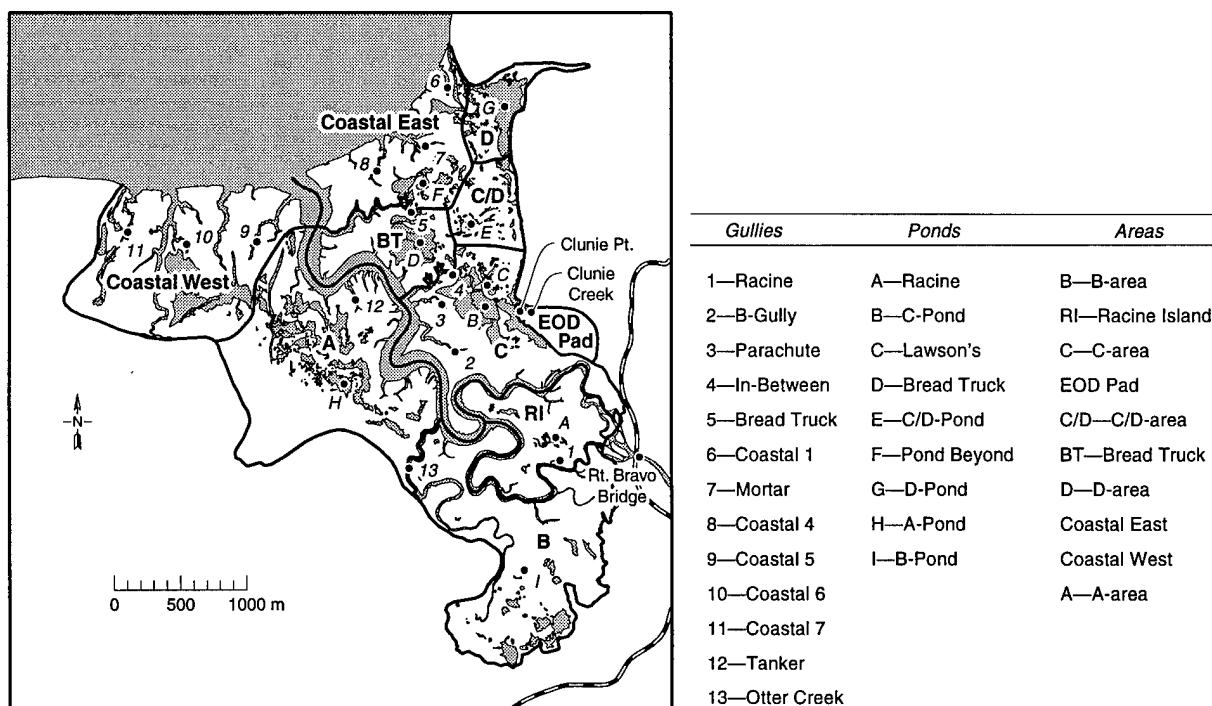 6
G
Coastal East
D
7
8
F
C/D
5
E
BT
D
11
10
9
Coastal West
Clunie Pt.
C
Clunie
Creek
4
12
3
B
EOD
Pad
A
C
2
H
RI
A
1
N
13
Rt. Bravo
Bridge
B
I
0 500 1000 m
Gullies Ponds Areas
1—Racine A—Racine B—B-area
2—B-Gully B—C-Pond RI—Racine Island
3—Parachute C—Lawson's C—C-area
4—In-Between D—Bread Truck EOD Pad
5—Bread Truck E—C/D-Pond C/D—C/D-area
6—Coastal 1 F—Pond Beyond BT—Bread Truck
7—Mortar G—D-Pond D—D-area
8—Coastal 4 H—A-Pond Coastal East
9—Coastal 5 I—B-Pond Coastal West
10—Coastal 6 A—A-area
11—Coastal 7
12—Tanker
13—Otter Creek